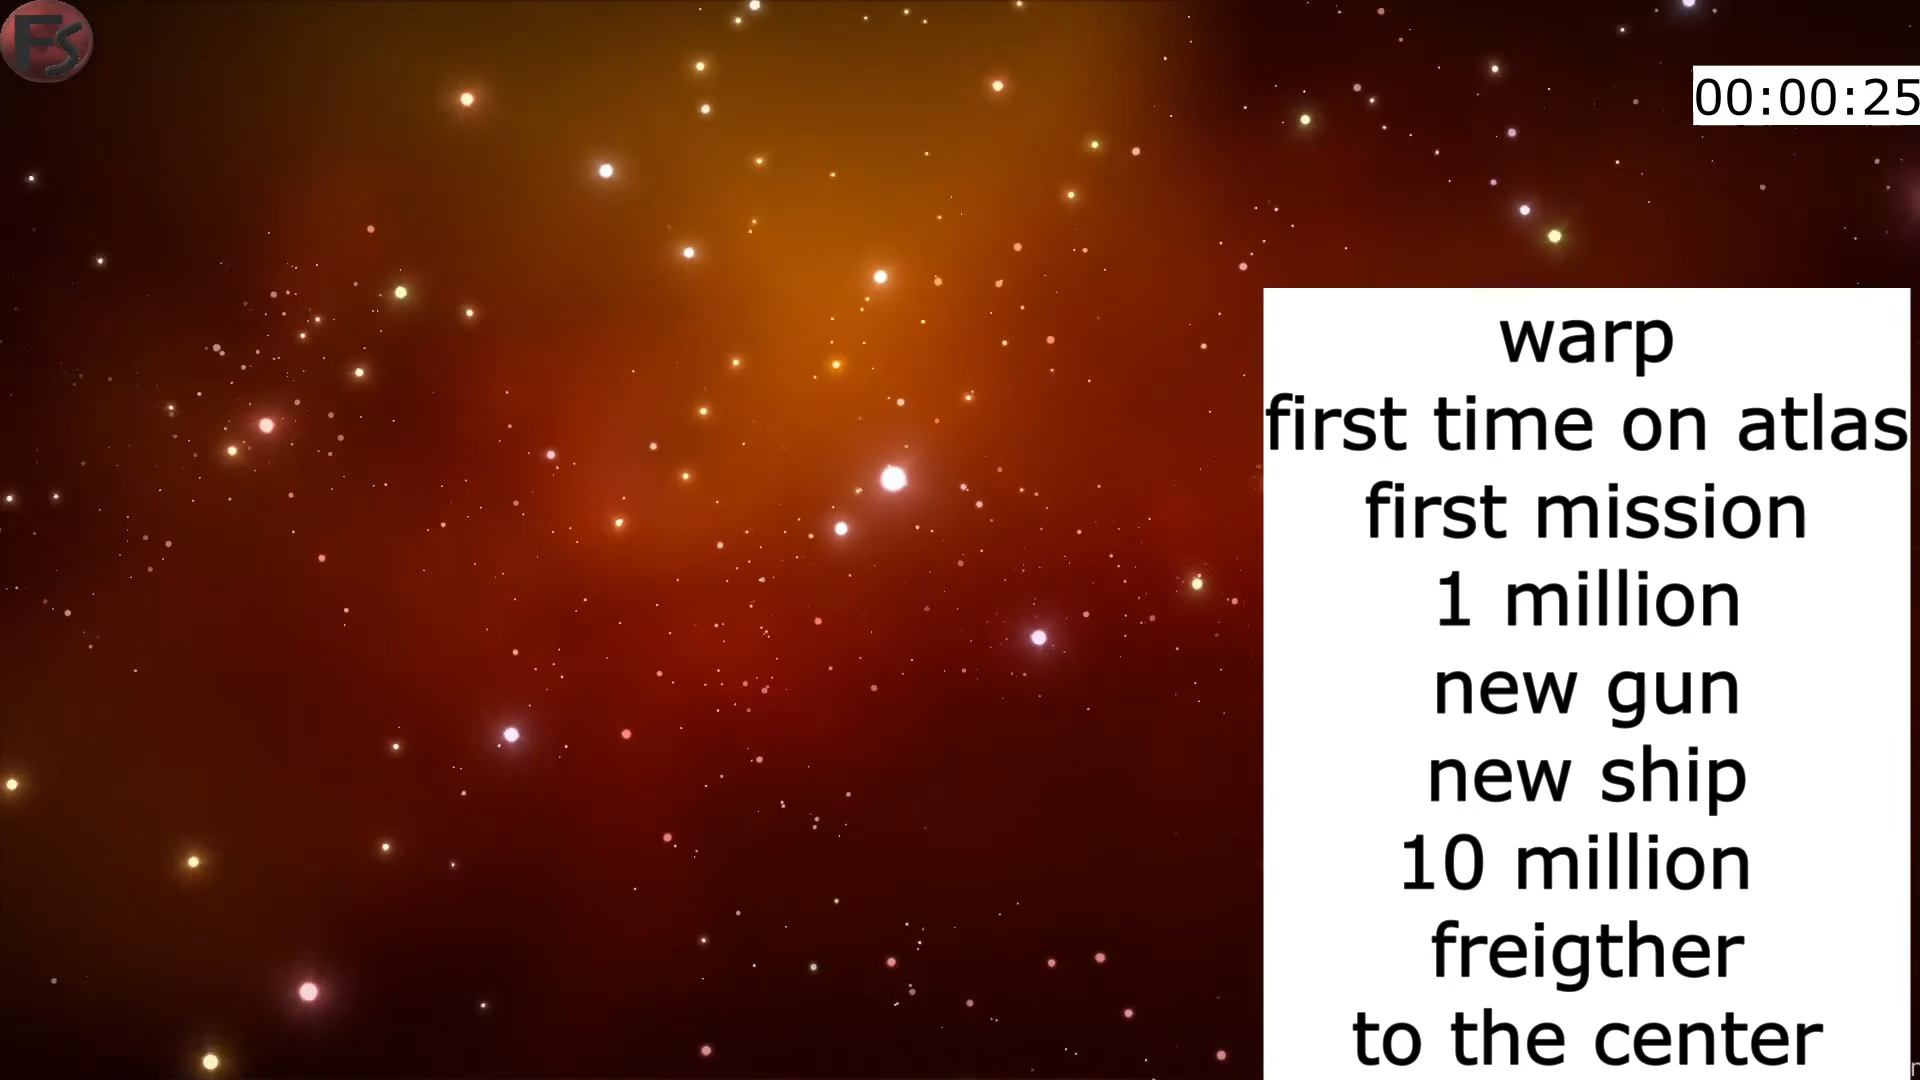 FS
00:00:25
warp
first time on atlas
first mission
1 million
new gun
new ship
10 million
freigther
to the center